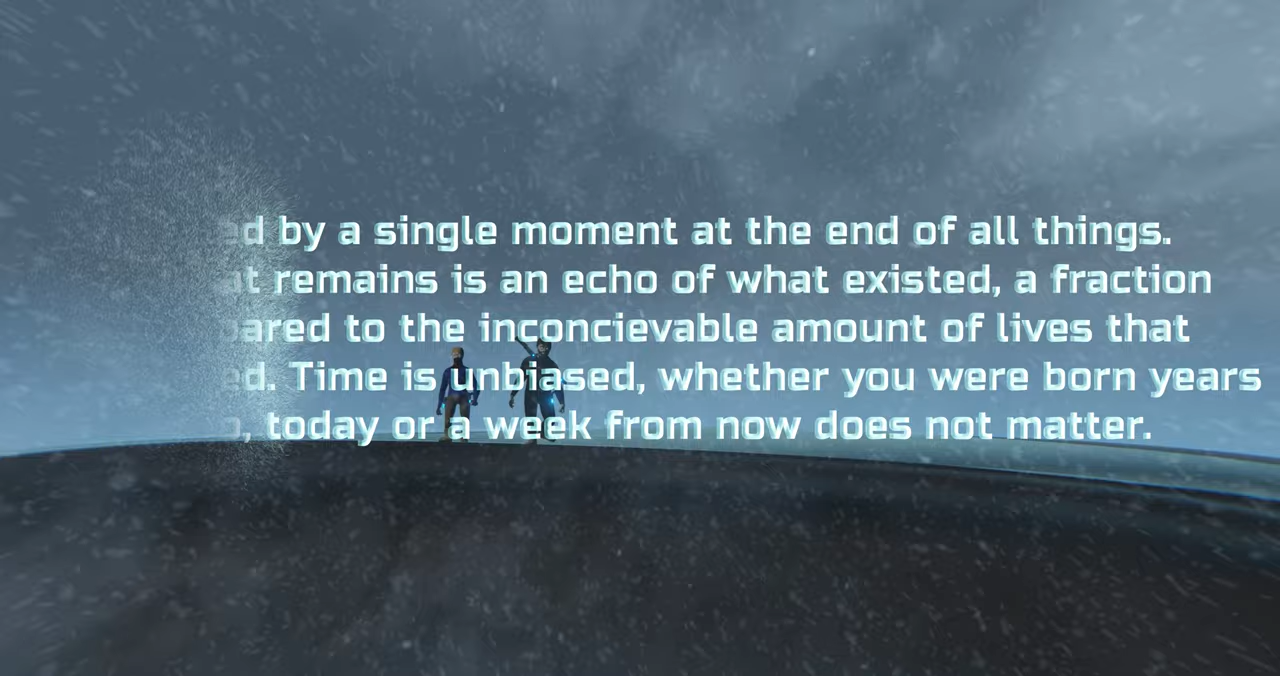 by a single moment at the end of all things.
remains is an echo of what existed, a fraction
to the inconcievable amount of lives that
Time is unbiased, whether you were born years
today or a week from now does not matter.